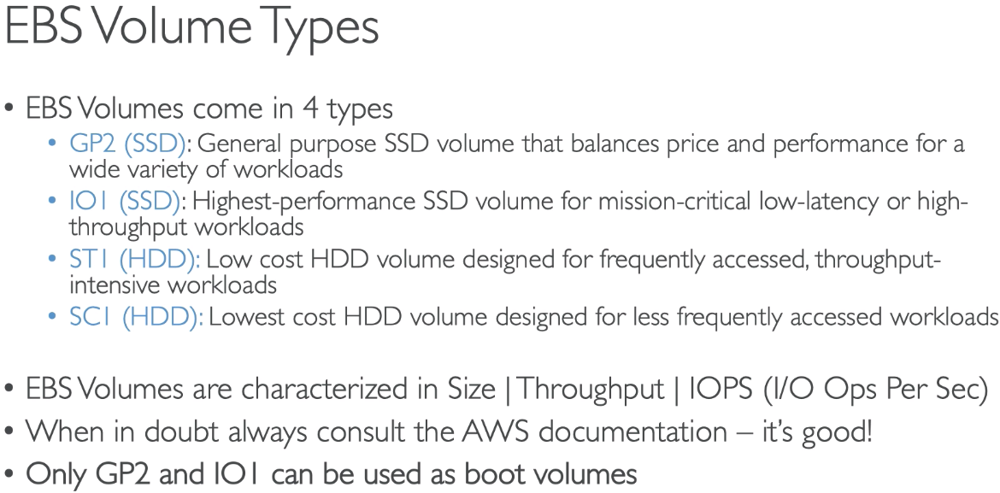 EBS Volume Types
• EBS Volumes come in 4 types
• GP2 (SSD): General purpose SSD volume that balances price and performance for a
wide variety of workloads
• IO1 (SSD): Highest-performance SSD volume for mission-critical low-latency or high-
throughput workloads
• ST1 (HDD): Low cost HDD volume designed for frequently accessed, throughput-
intensive workloads
• SC1 (HDD): Lowest cost HDD volume designed for less frequently accessed workloads
• EBS Volumes are characterized in Size | Throughput | IOPS (I/O Ops Per Sec)
• When in doubt always consult the AWS documentation – it’s good!
• Only GP2 and IO1 can be used as boot volumes